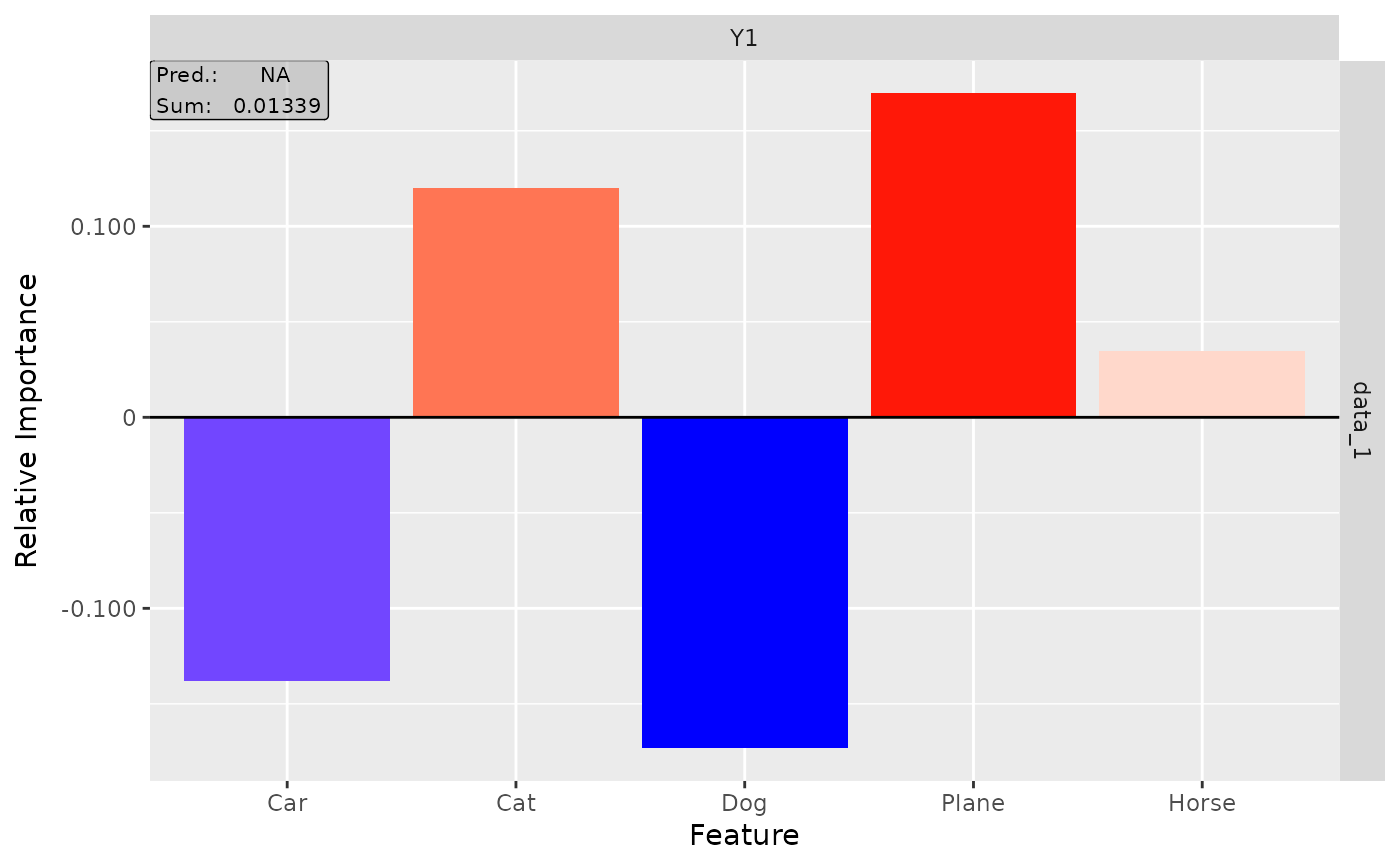 Y1
Pred.: NA
Sum: 0.01339
0.100
0
-0.100
Relative Importance
data_1
Car Cat Dog Plane Horse
Feature